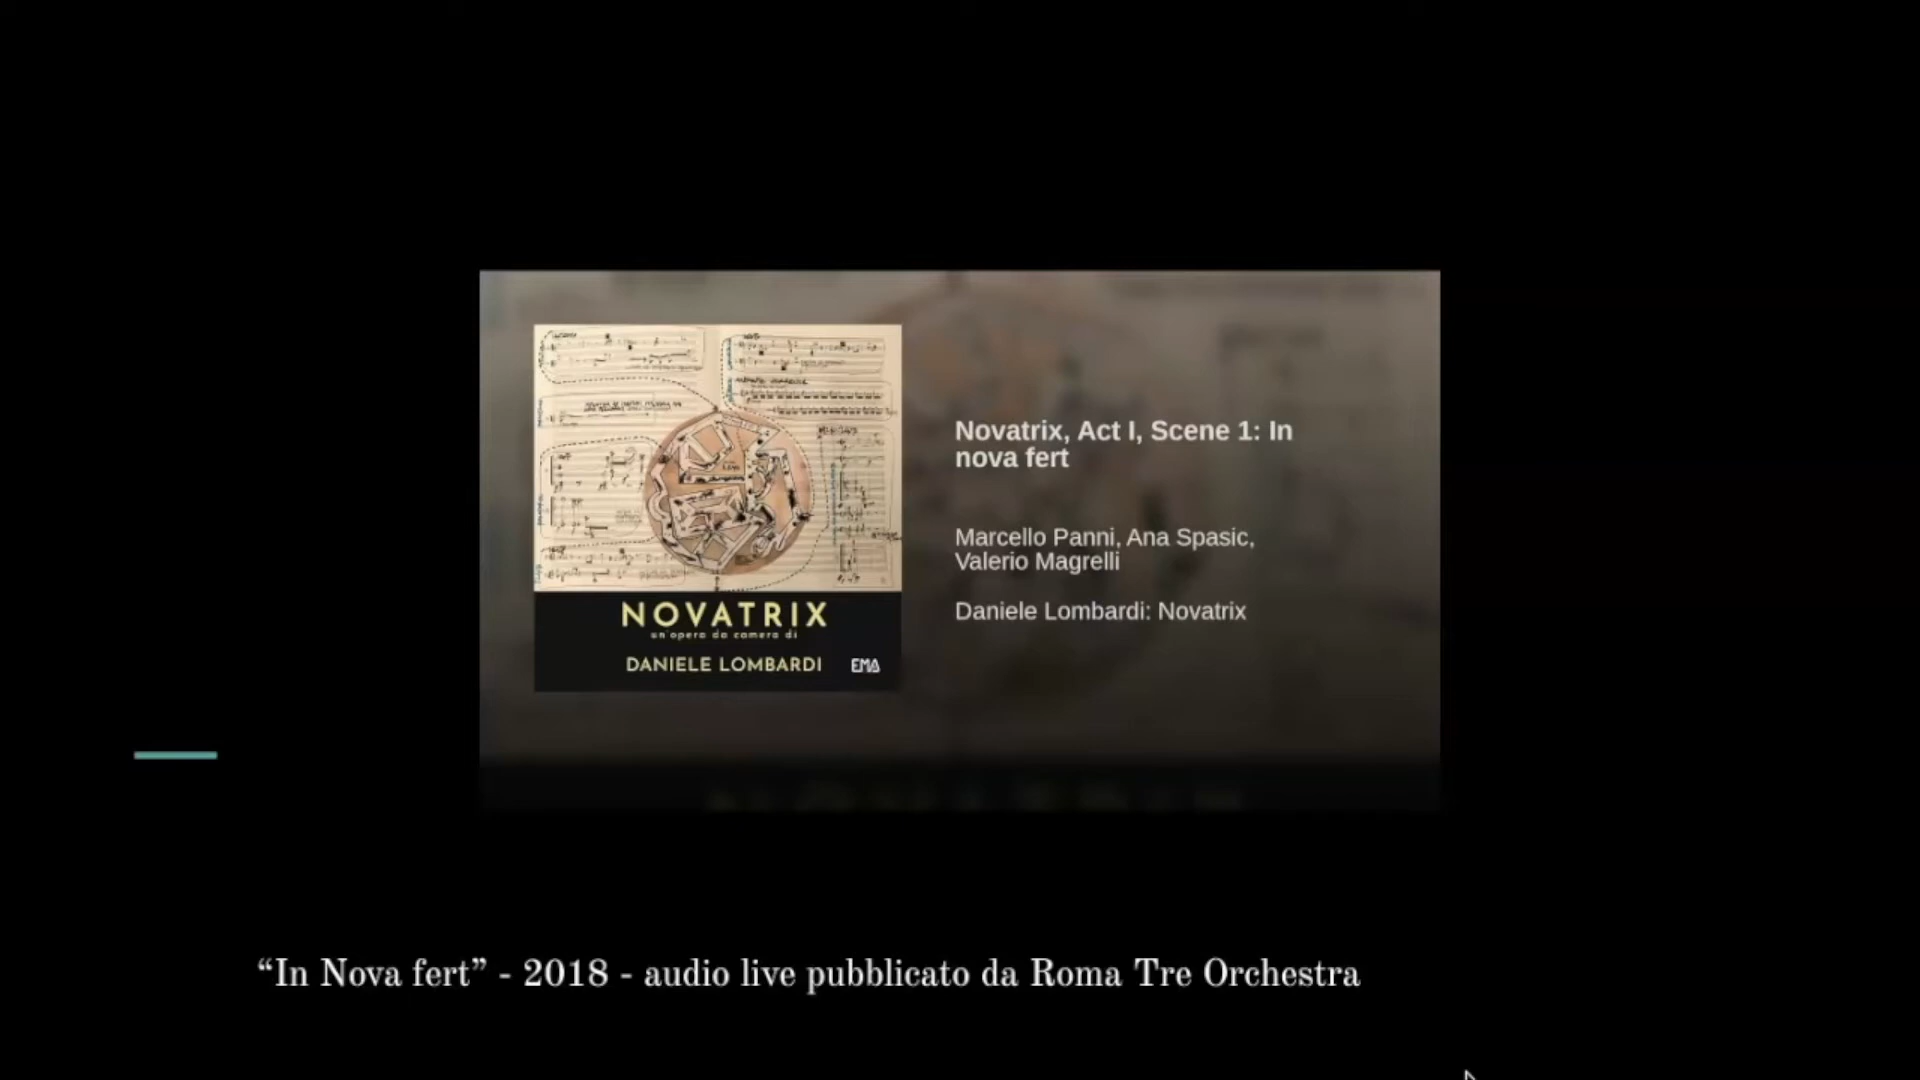 NOVATRIX
un'opera da camera di
DANIELE LOMBARDI
EMA
Novatrix, Act I, Scene 1: In
nova fert
Marcello Panni, Ana Spasic,
Valerio Magrelli
Daniele Lombardi: Novatrix
“In Nova fert” - 2018 - audio live pubblicato da Roma Tre Orchestra